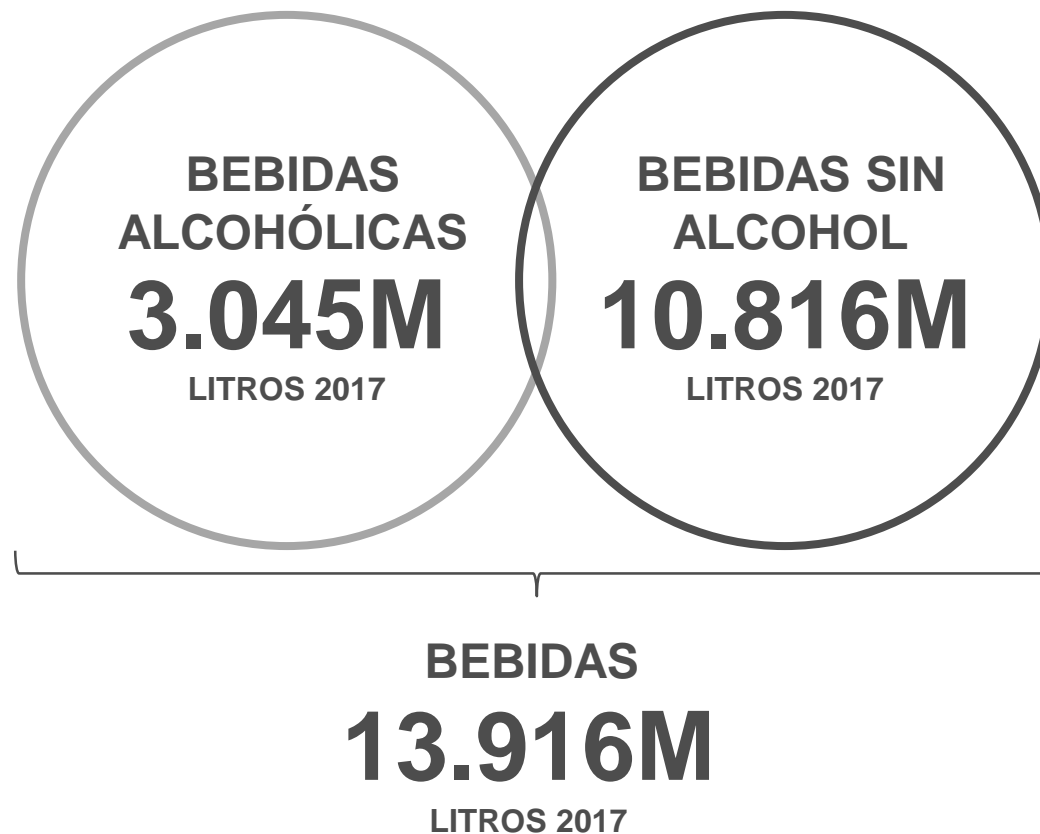 BEBIDAS
ALCOHÓLICAS
3.045M
LITROS 2017
BEBIDAS SIN
ALCOHOL
10.816M
LITROS 2017
BEBIDAS
13.916M
LITROS 2017